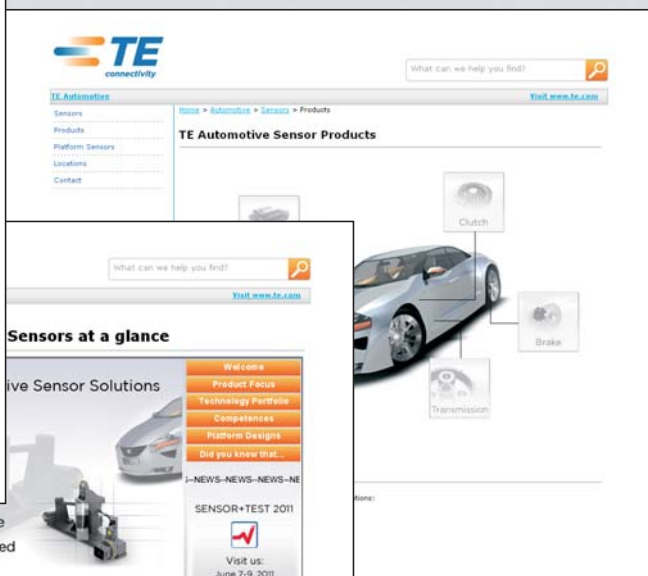 TE
connectivity
What can we help you find?
TE Automotive
Visit www.te.com
Sensors
Products
Platform Sensors
Locations
Contact
Home > Automotive > Sensors > Products
TE Automotive Sensor Products
Clutch
Brake
Transmission
What can we help you find?
Visit www.te.com
Sensors at a glance
ive Sensor Solutions
Welcome
Product Focus
Technology Portfolio
Competences
Platform Designs
Did you know that...
--NEWS--NEWS--NEWS--NE
SENSOR+TEST 2011
Visit us:
June 7-9, 2011
e
ed
tions: